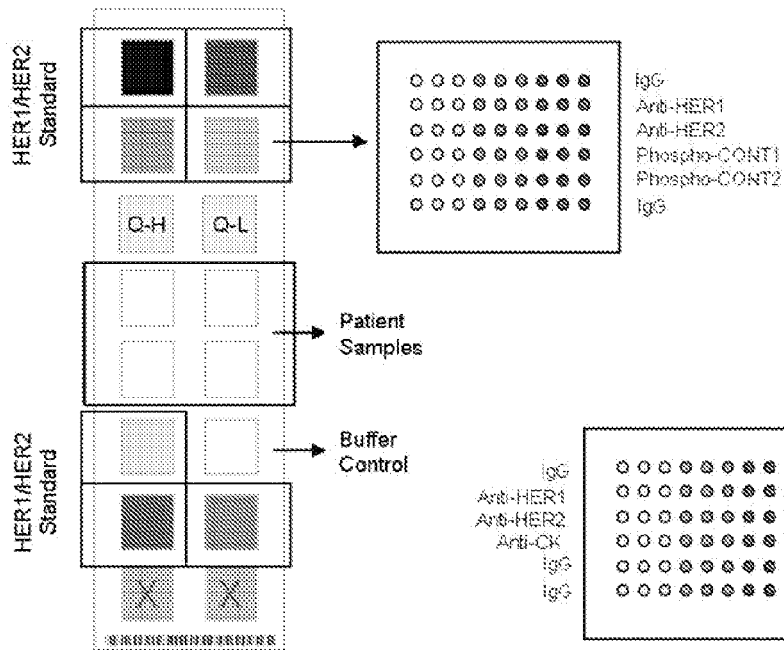 HER1/HER2
Standard
IgG
Anti-HER1
Anti-HER2
Phospho-CONT1
Phospho-CONT2
IgG
Q-H
Q-L
Patient
Samples
HER1/HER2
Standard
Buffer
Control
X
X
IgG
Anti-HER1
Anti-HER2
Anti-CK
IgG
IgG